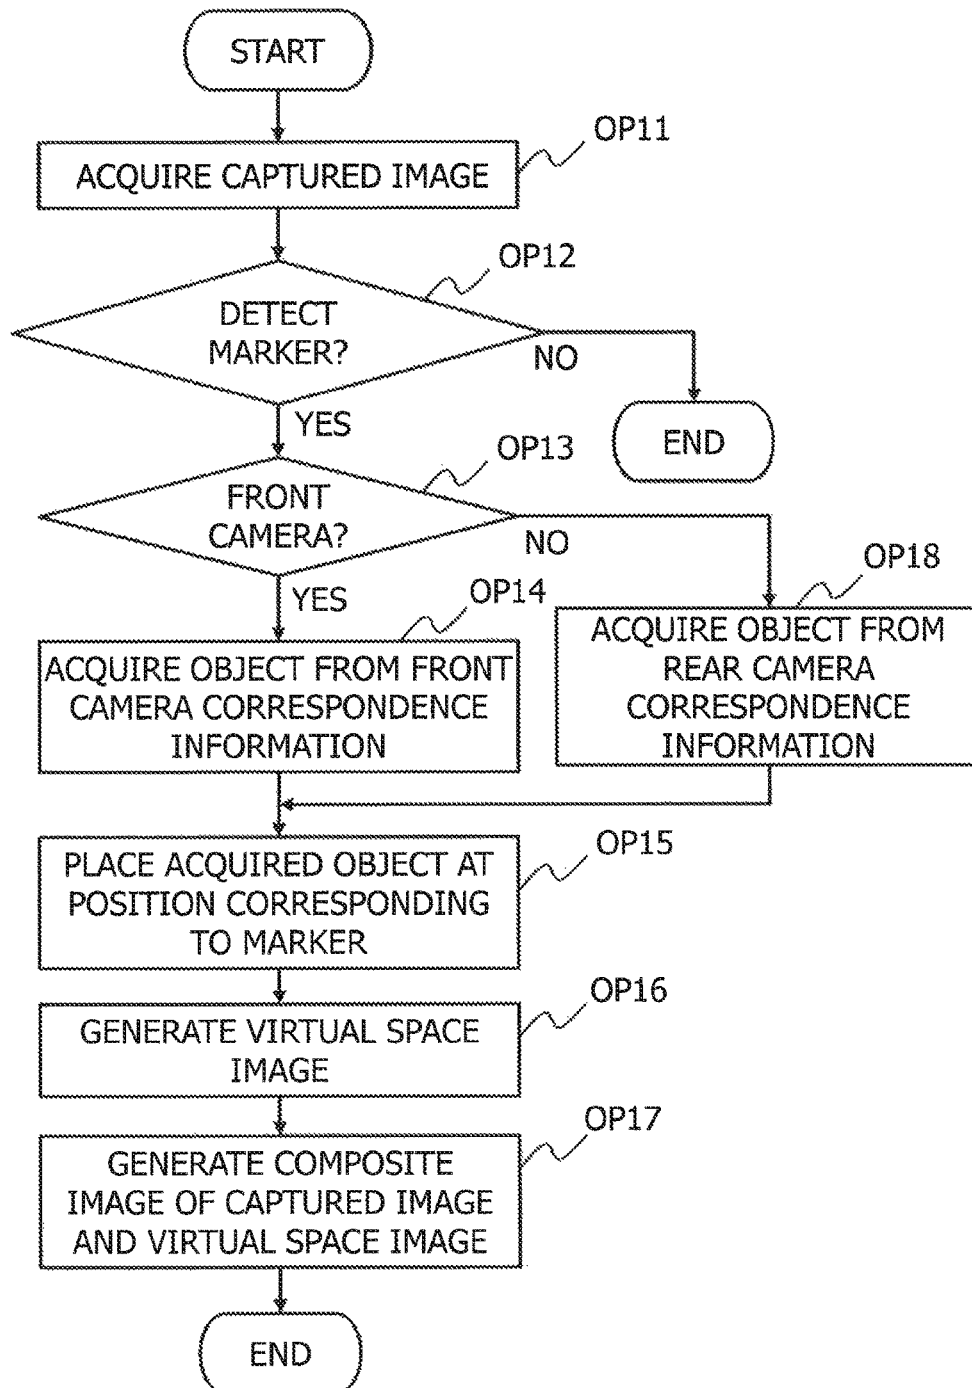 START
OP11
ACQUIRE CAPTURED IMAGE
OP12
DETECT
MARKER?
NO
YES
END
OP13
FRONT
CAMERA?
NO
YES
OP14
OP18
ACQUIRE OBJECT FROM FRONT
CAMERA CORRESPONDENCE
INFORMATION
ACQUIRE OBJECT FROM
REAR CAMERA
CORRESPONDENCE
INFORMATION
OP15
PLACE ACQUIRED OBJECT AT
POSITION CORRESPONDING
TO MARKER
OP16
GENERATE VIRTUAL SPACE
IMAGE
OP17
GENERATE COMPOSITE
IMAGE OF CAPTURED IMAGE
AND VIRTUAL SPACE IMAGE
END